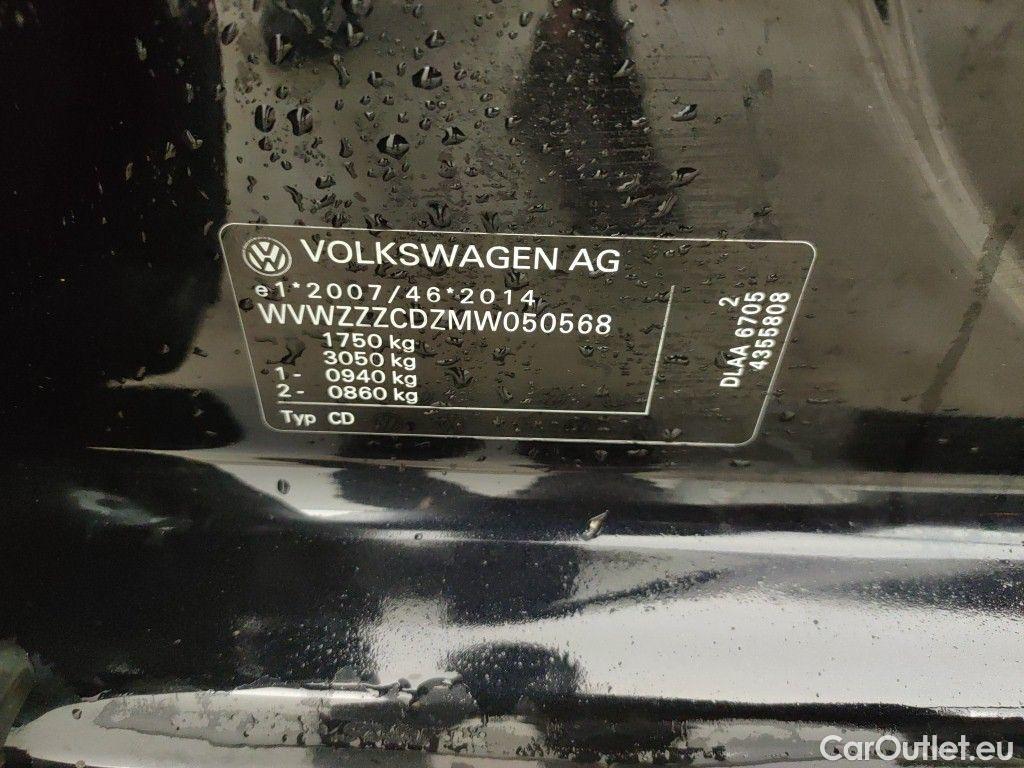 VOLKSWAGEN AG
e1*2007/46*2014
WVWZZZCDZMW050568
1750 kg
3050 kg
1- 0940 kg
2- 0860 kg
Typ CD
2
DLAA 6705
4355808
CarOutlet.eu